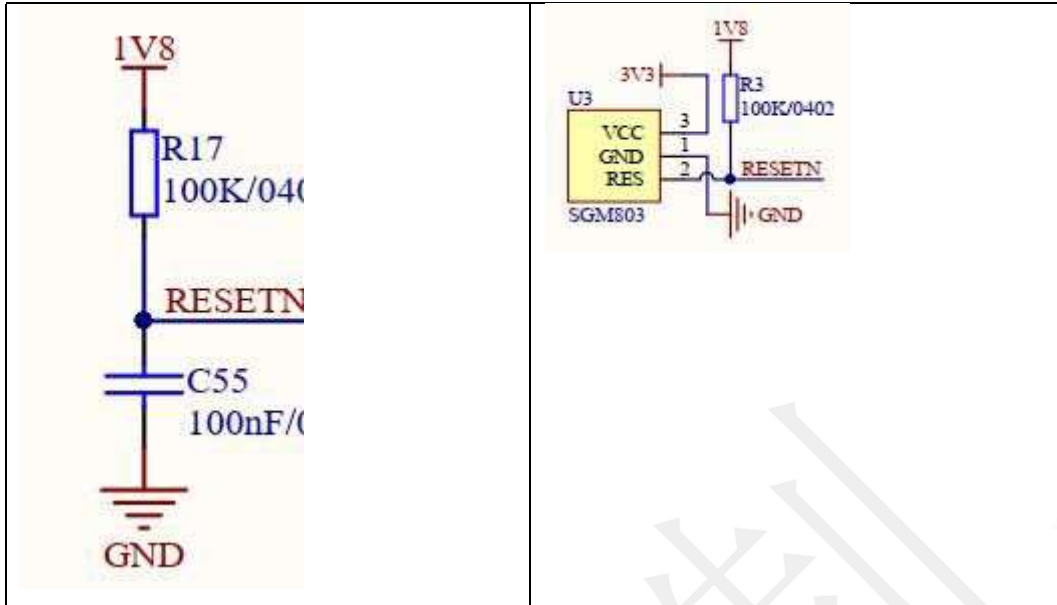 1V8
R17
100K/040
RESETN
C55
100nF/0
GND
1V8
3V3
R3
100K/0402
U3
VCC 3
GND 1
RES 2
RESETN
SGM803
GND